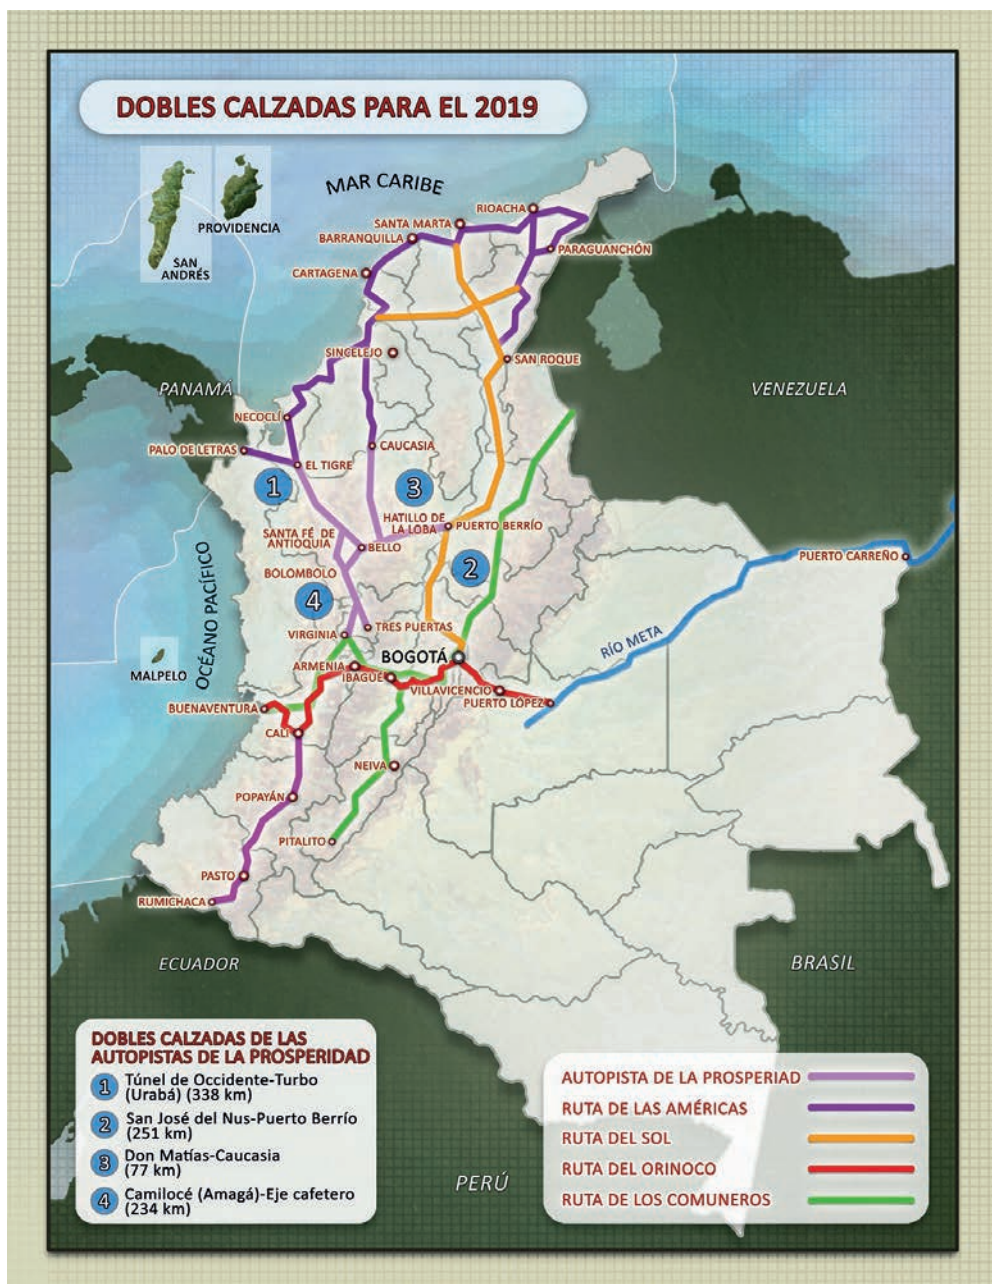 DOBLES CALZADAS PARA EL 2019
MAR CARIBE
PROVIDENCIA
SAN
ANDRÉS
RIOACHA
SANTA MARTA
BARRANQUILLA
PARAGUANCHÓN
CARTAGENA
SINCELEJO
SAN ROQUE
PANAMÁ
VENEZUELA
NECOCLÍ
PALO DE LETRAS
CAUCASIA
EL TIGRE
1
3
HATILLO DE
LA LOBA
PUERTO BERRÍO
SANTA FÉ DE
ANTIOQUIA
BELLO
2
PUERTO CARREÑO
BOLOMBOLO
4
OCÉANO PACÍFICO
TRES PUERTAS
VIRGINIA
RÍO META
BOGOTÁ
MALPELO
ARMENIA
IBAGUÉ
VILLAVICENCIO
PUERTO LÓPEZ
BUENAVENTURA
CALI
NEIVA
POPAYÁN
PITALITO
PASTO
RUMICHACA
ECUADOR
BRASIL
PERÚ
DOBLES CALZADAS DE LAS
AUTOPISTAS DE LA PROSPERIDAD
1 Túnel de Occidente-Turbo
(Urabá) (338 km)
2 San José del Nus-Puerto Berrío
(251 km)
3 Don Matías-Caucasia
(77 km)
4 Camilocé (Amagá)-Eje cafetero
(234 km)
AUTOPISTA DE LA PROSPERIAD
RUTA DE LAS AMÉRICAS
RUTA DEL SOL
RUTA DEL ORINOCO
RUTA DE LOS COMUNEROS